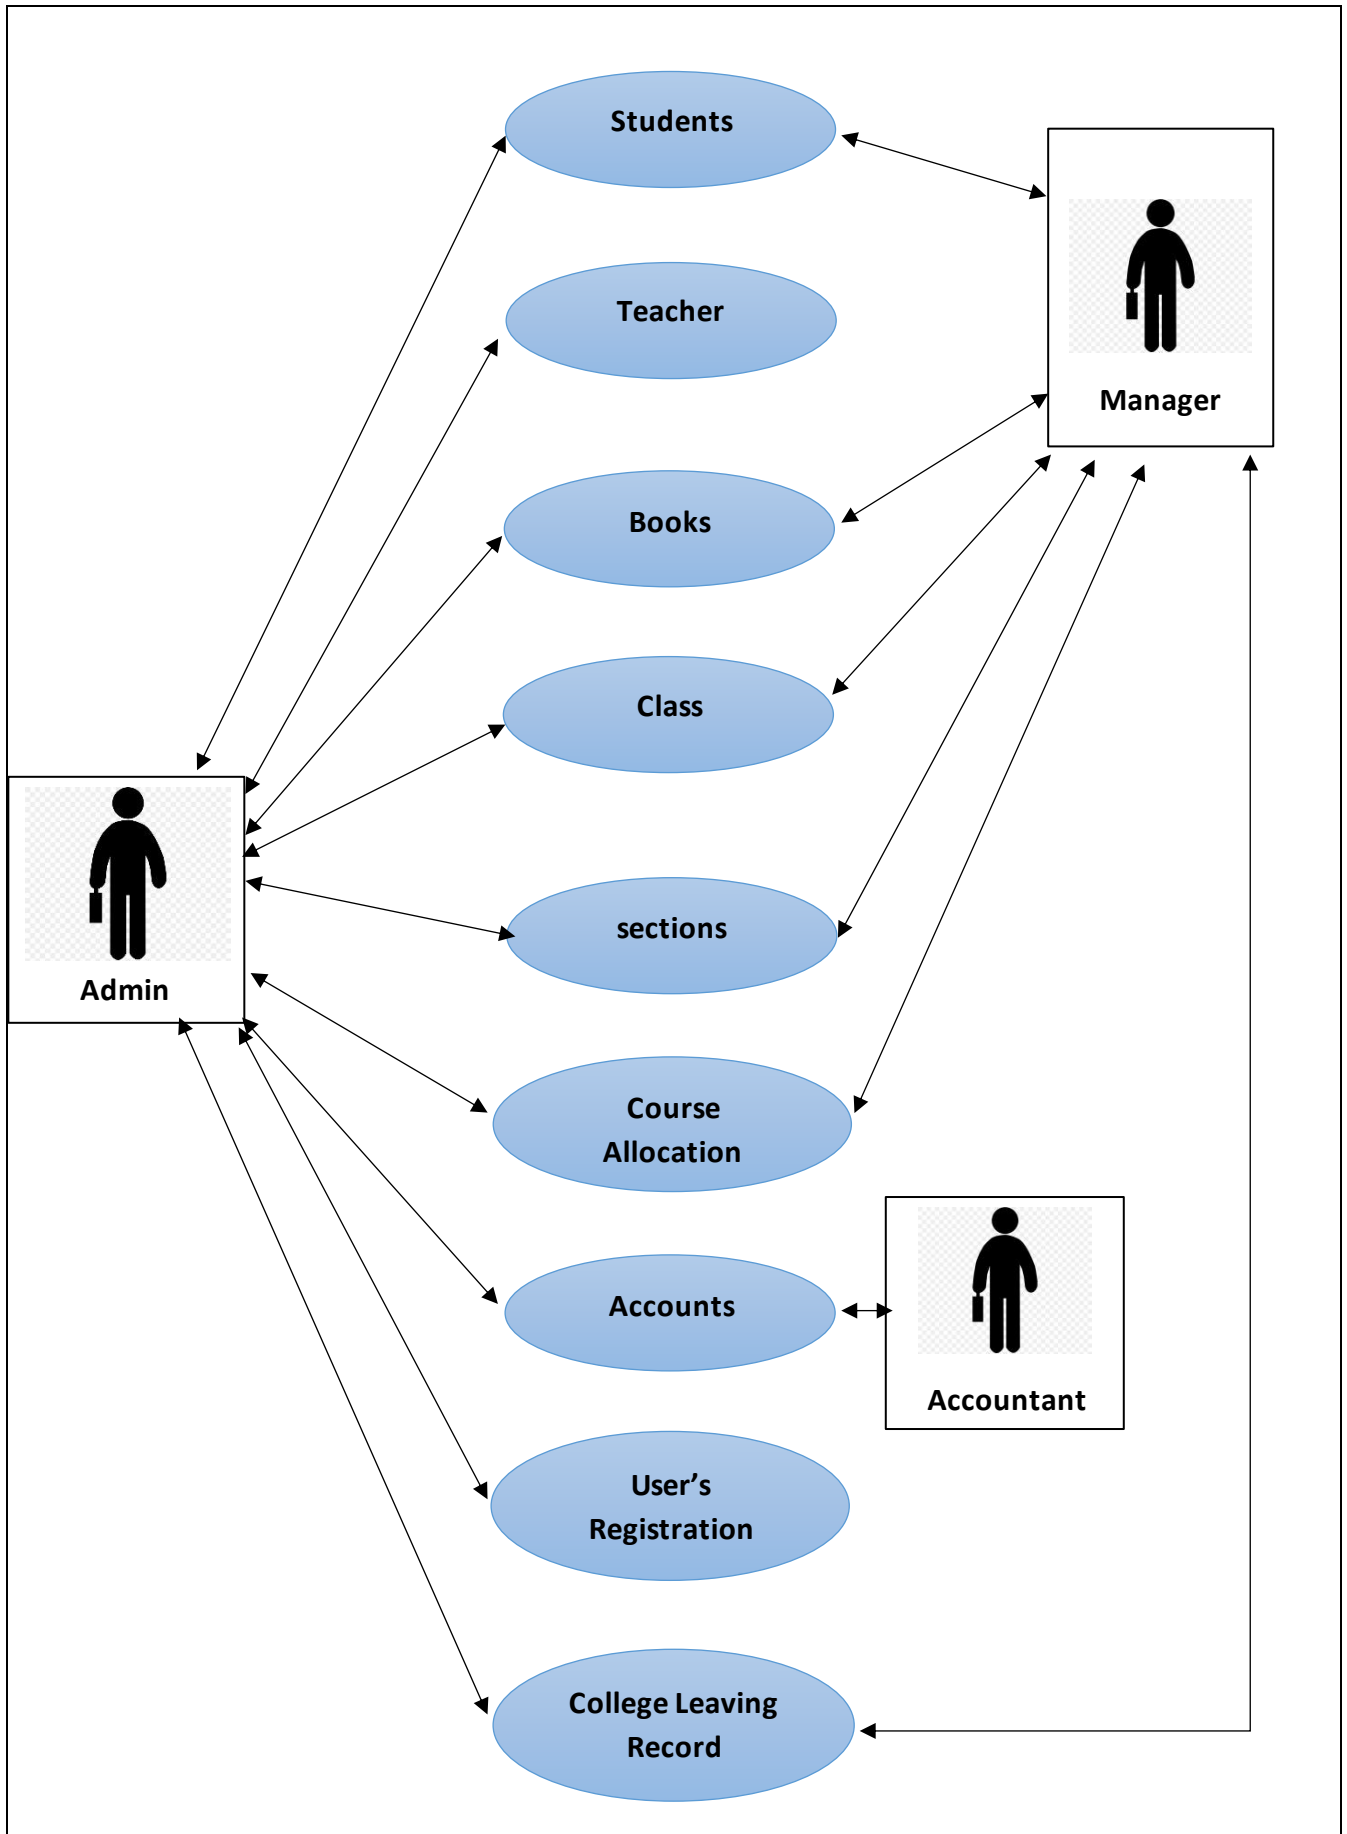 Students
Teacher
Manager
Books
Class
sections
Admin
Course
Allocation
Accounts
Accountant
User’s
Registration
College Leaving
Record